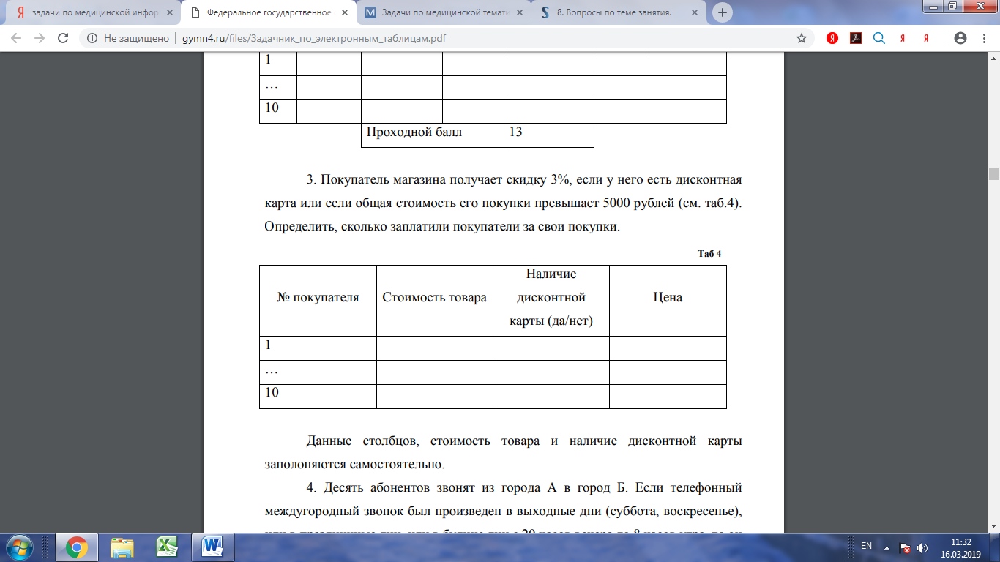 задачи по медицинской инфор
Федеральное государственное
Задачи по медицинской темати
8. Вопросы по теме занятия.
Не защищено
gymn4.ru/files/Задачник_по_электронным_таблицам.pdf
1
…
10
Проходной балл 13
3. Покупатель магазина получает скидку 3%, если у него есть дисконтная
карта или если общая стоимость его покупки превышает 5000 рублей (см. таб.4).
Определить, сколько заплатили покупатели за свои покупки.
Таб 4
№ покупателя
Стоимость товара
Наличие
дисконтной
карты (да/нет)
Цена
1
…
10
Данные столбцов, стоимость товара и наличие дисконтной карты
заполоняются самостоятельно.
4. Десять абонентов звонят из города А в город Б. Если телефонный
междугородный звонок был произведен в выходные дни (суббота, воскресенье),
EN
11:32
16.03.2019